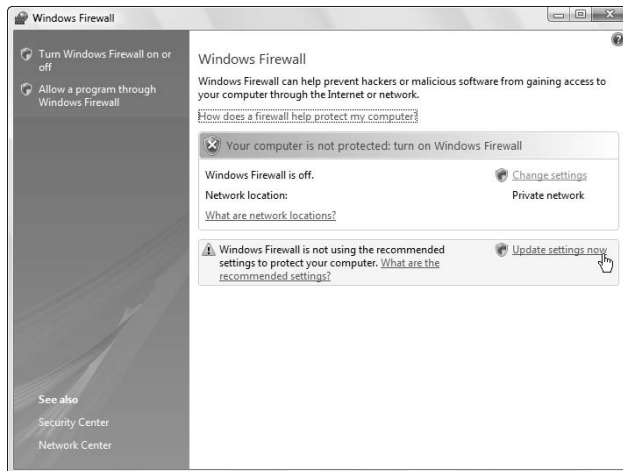 Windows Firewall
Turn Windows Firewall on or
off
Allow a program through
Windows Firewall
See also
Security Center
Network Center
Windows Firewall
Windows Firewall can help prevent hackers or malicious software from gaining access to
your computer through the Internet or network.
How does a firewall help protect my computer?
Your computer is not protected: turn on Windows Firewall
Windows Firewall is off.
Change settings
Network location:
Private network
What are network locations?
Windows Firewall is not using the recommended
settings to protect your computer. What are the
recommended settings?
Update settings now